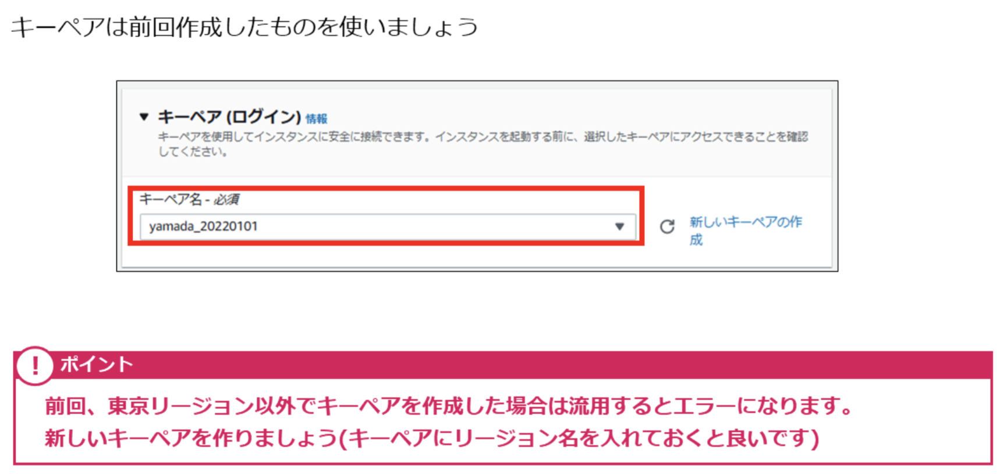 キーペアは前回作成したものを使いましょう
▼ キーペア (ログイン) 情報
キーペアを使用してインスタンスに安全に接続できます。インスタンスを起動する前に、選択したキーペアにアクセスできることを確認
してください。
キーペア名 - 必須
yamada_20220101
新しいキーペアの作
成
! ポイント
前回、東京リージョン以外でキーペアを作成した場合は流用するとエラーになります。
新しいキーペアを作りましょう(キーペアにリージョン名を入れておくと良いです)